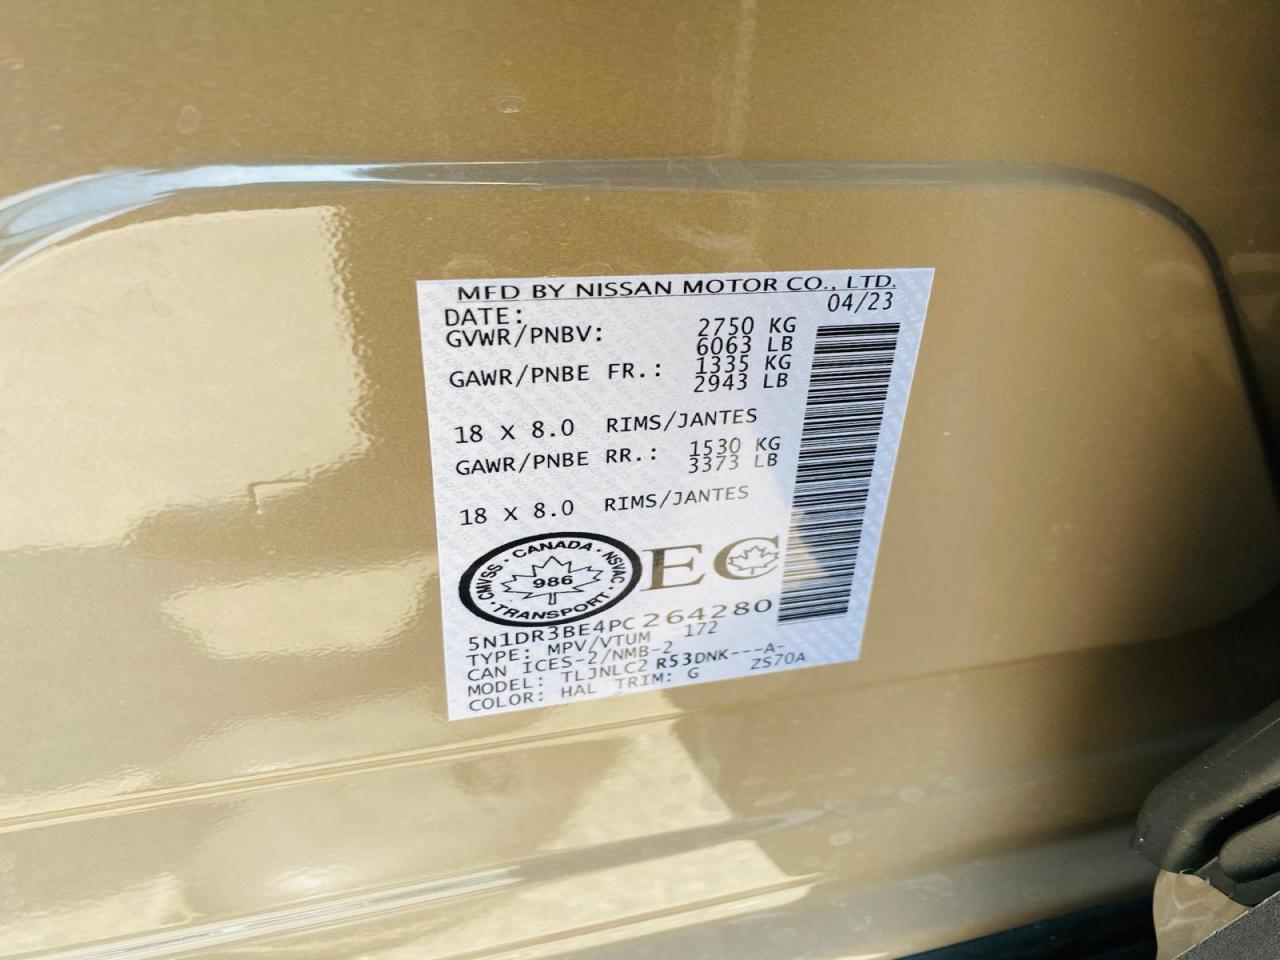 MFD BY NISSAN MOTOR CO., LTD.
DATE: 04/23
GVWR/PNBV: 2750 KG
6063 LB
GAWR/PNBE FR.: 1335 KG
2943 LB
18 X 8.0 RIMS/JANTES
GAWR/PNBE RR.: 1530 KG
3373 LB
18 X 8.0 RIMS/JANTES
CANADA · NSVAC · TRANSPORT · CMVSS ·
986
EC
5N1DR3BE4PC264280
TYPE: MPV/VTUM 172
CAN ICES-2/NMB-2
MODEL: TLJNLC2 R53DNK---A-
COLOR: HAL TRIM: G ZS70A